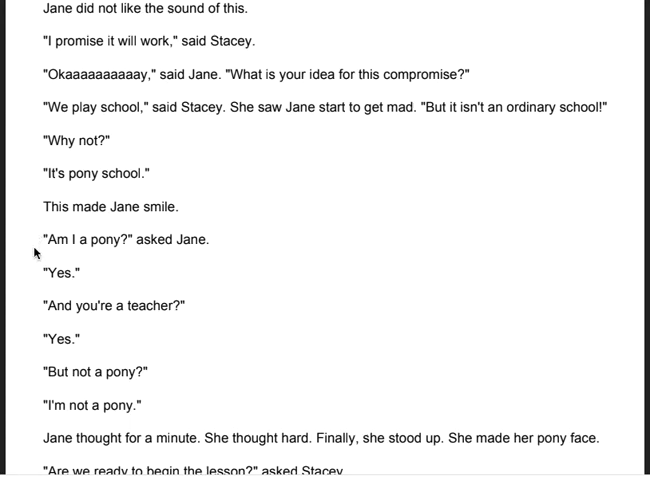 Jane did not like the sound of this.
"I promise it will work," said Stacey.
"Okaaaaaaaaaay," said Jane. "What is your idea for this compromise?"
"We play school," said Stacey. She saw Jane start to get mad. "But it isn't an ordinary school!"
"Why not?"
"It's pony school."
This made Jane smile.
"Am I a pony?" asked Jane.
"Yes."
"And you're a teacher?"
"Yes."
"But not a pony?"
"I'm not a pony."
Jane thought for a minute. She thought hard. Finally, she stood up. She made her pony face.
"Are we ready to begin the lesson?" asked Stacey.